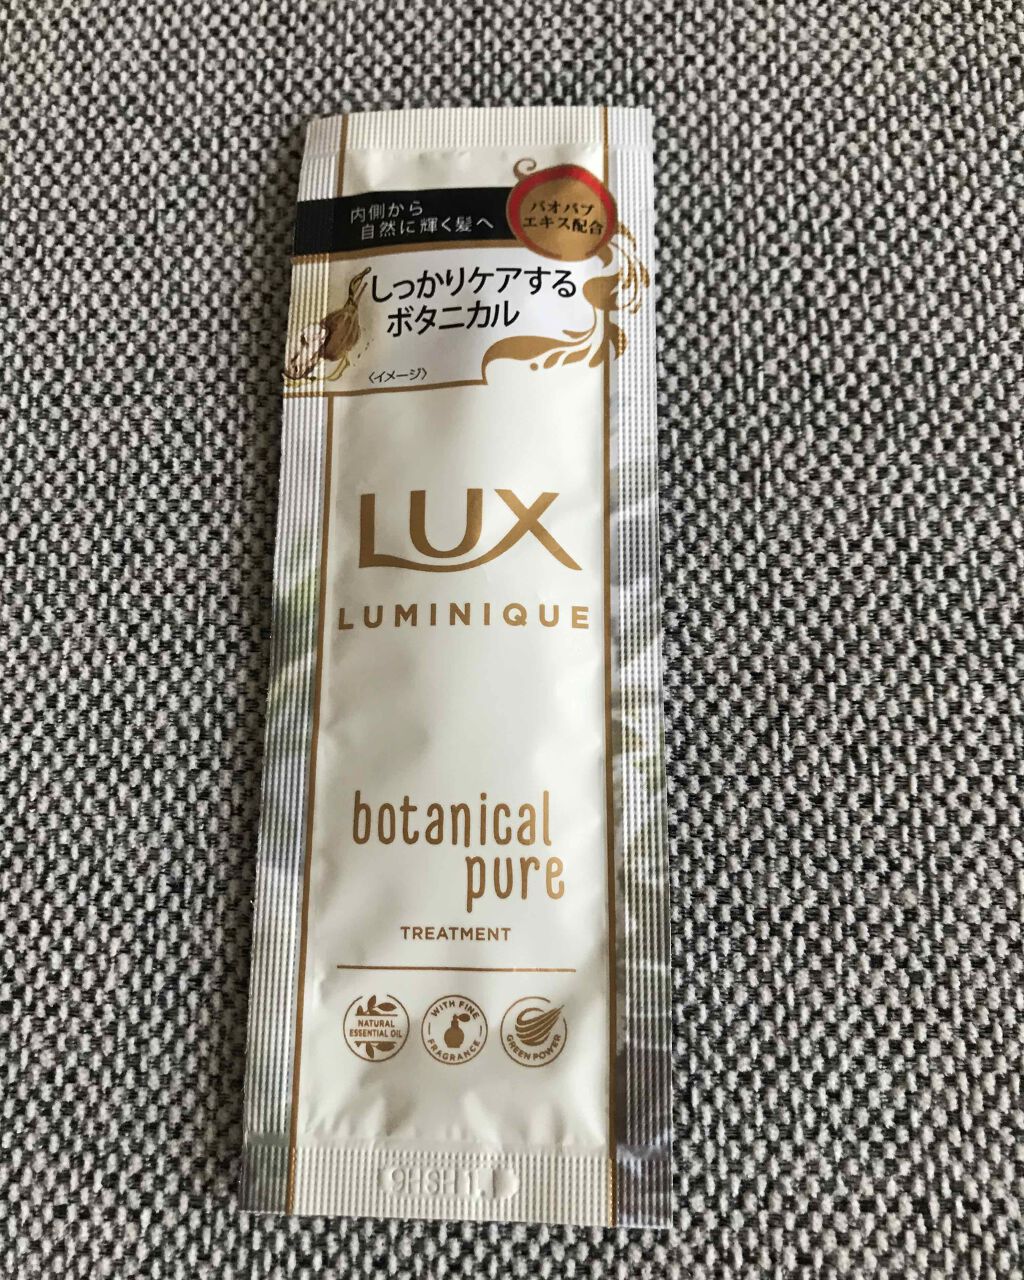 内側から
自然に輝く髪へ
バオバブ
エキス配合
しっかりケアする
ボタニカル
〈イメージ〉
LUX
LUMINIQUE
botanical
pure
TREATMENT
NATURAL
ESSENTIAL OIL
WITH FINE
FRAGRANCE
GREEN POWER